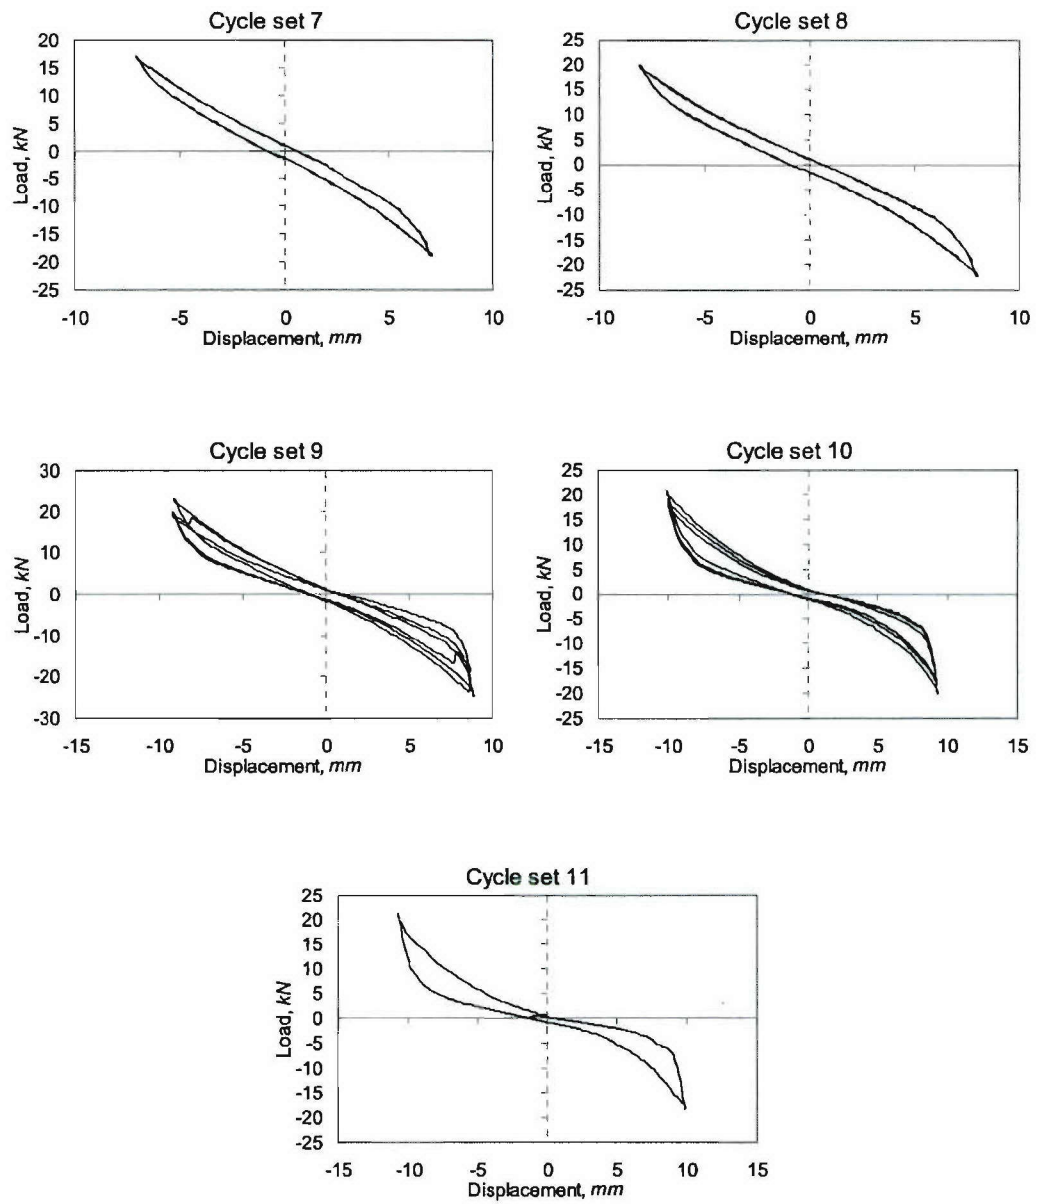 Cycle set 7
20
15
10
5
0
-5
-10
-15
-20
-25
Load, kN
-10 -5 0 5 10
Displacement, mm
Cycle set 8
25
20
15
10
5
0
-5
-10
-15
-20
-25
Load, kN
-10 -5 0 5 10
Displacement, mm
Cycle set 9
30
20
10
0
-10
-20
-30
Load, kN
-15 -10 -5 0 5 10
Displacement, mm
Cycle set 10
25
20
15
10
5
0
-5
-10
-15
-20
-25
Load, kN
-15 -10 -5 0 5 10 15
Displacement, mm
Cycle set 11
25
20
15
10
5
0
-5
-10
-15
-20
-25
Load, kN
-15 -10 -5 0 5 10 15
Displacement, mm